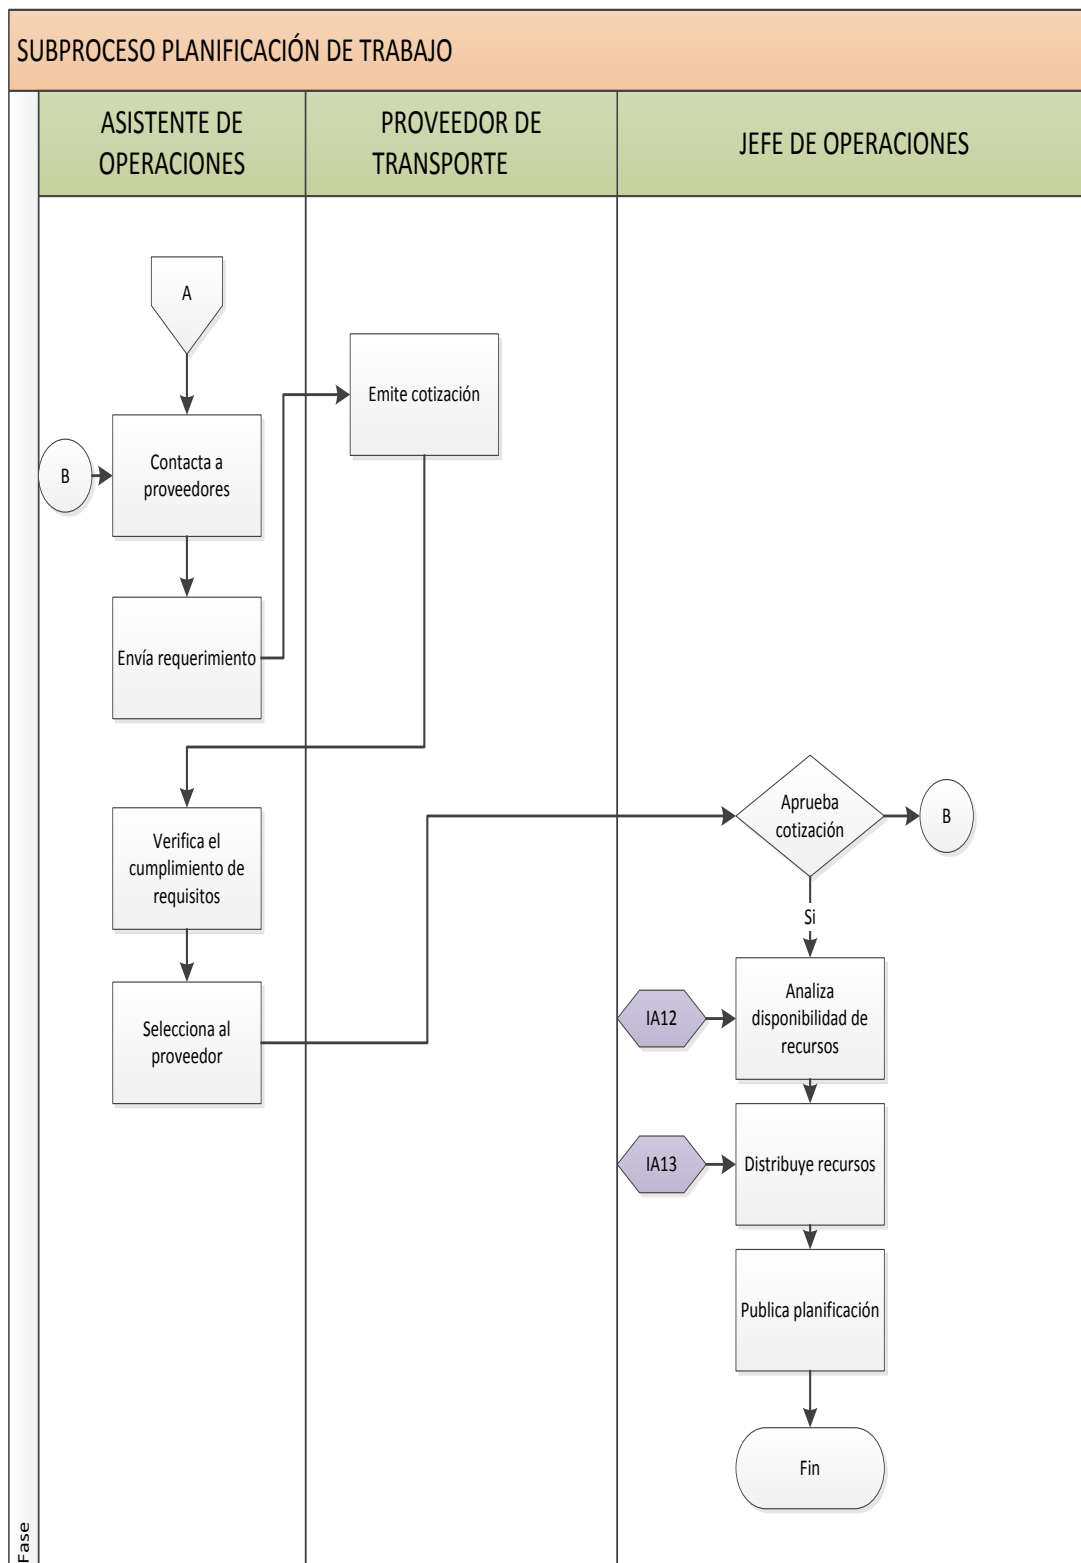 SUBPROCESO PLANIFICACIÓN DE TRABAJO
ASISTENTE DE
OPERACIONES
PROVEEDOR DE
TRANSPORTE
JEFE DE OPERACIONES
A
Emite cotización
B
Contacta a
proveedores
Envía requerimiento
Verifica el
cumplimiento de
requisitos
Aprueba
cotización
B
Si
Selecciona al
proveedor
IA12
Analiza
disponibilidad de
recursos
IA13
Distribuye recursos
Publica planificación
Fin
Fase